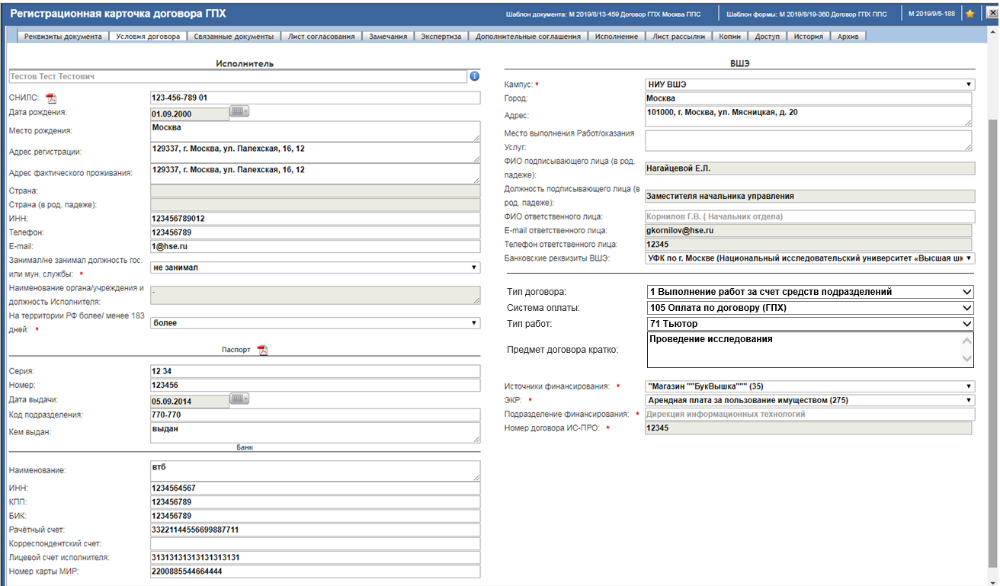 Регистрационная карточка договора ГПХ
Шаблон документа: М 2019/8/13-459 Договор ГПХ Москва ППС
Шаблон формы: М 2019/8/19-360 Договор ГПХ ППС
М 2019/9/5-188
Реквизиты документа
Условия договора
Связанные документы
Лист согласования
Замечания
Экспертиза
Дополнительные соглашения
Исполнение
Лист рассылки
Копии
Доступ
История
Архив
Исполнитель
Тестов Тест Тестович
СНИЛС: 123-456-789 01
Дата рождения: 01.09.2000
Место рождения: Москва
Адрес регистрации: 129337, г. Москва, ул. Палехская, 16, 12
Адрес фактического проживания: 129337, г. Москва, ул. Палехская, 16, 12
Страна:
Страна (в род. падеже):
ИНН: 123456789012
Телефон: 123456789
E-mail: 1@hse.ru
Занимал/не занимал должность гос.
или мун. службы: * не занимал
Наименование органа/учреждения и
должность Исполнителя: -
На территории РФ более/ менее 183
дней: * более
Паспорт
Серия: 12 34
Номер: 123456
Дата выдачи: 05.09.2014
Код подразделения: 770-770
Кем выдан: выдан
Банк
Наименование: втб
ИНН: 1234564567
КПП: 123456789
БИК: 123456789
Рачётный счет: 33221144556699887711
Корреспондентский счет:
Лицевой счет исполнителя: 31313131313131313131
Номер карты МИР: 2200885544664444
ВШЭ
Кампус: * НИУ ВШЭ
Город: Москва
Адрес: 101000, г. Москва, ул. Мясницкая, д. 20
Место выполнения Работ/оказания
Услуг:
ФИО подписывающего лица (в род.
падеже): Нагайцевой Е.Л.
Должность подписывающего лица (в
род. падеже): Заместителя начальника управления
ФИО ответственного лица: Корнилов Г.В. ( Начальник отдела)
E-mail ответственного лица: gkornilov@hse.ru
Телефон ответственного лица: 12345
Банковские реквизиты ВШЭ: УФК по г. Москве (Национальный исследовательский университет «Высшая шк
Тип договора: 1 Выполнение работ за счет средств подразделений
Система оплаты: 105 Оплата по договору (ГПХ)
Тип работ: 71 Тьютор
Предмет договора кратко: Проведение исследования
Источники финансирования: * "Магазин ""БукВышка""" (35)
ЭКР: * Арендная плата за пользование имуществом (275)
Подразделение финансирования: * Дирекция информационных технологий
Номер договора ИС-ПРО: * 12345